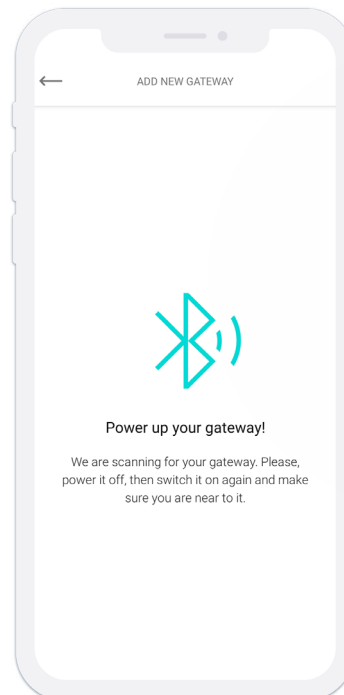 ADD NEW GATEWAY
Power up your gateway!
We are scanning for your gateway. Please,
power it off, then switch it on again and make
sure you are near to it.